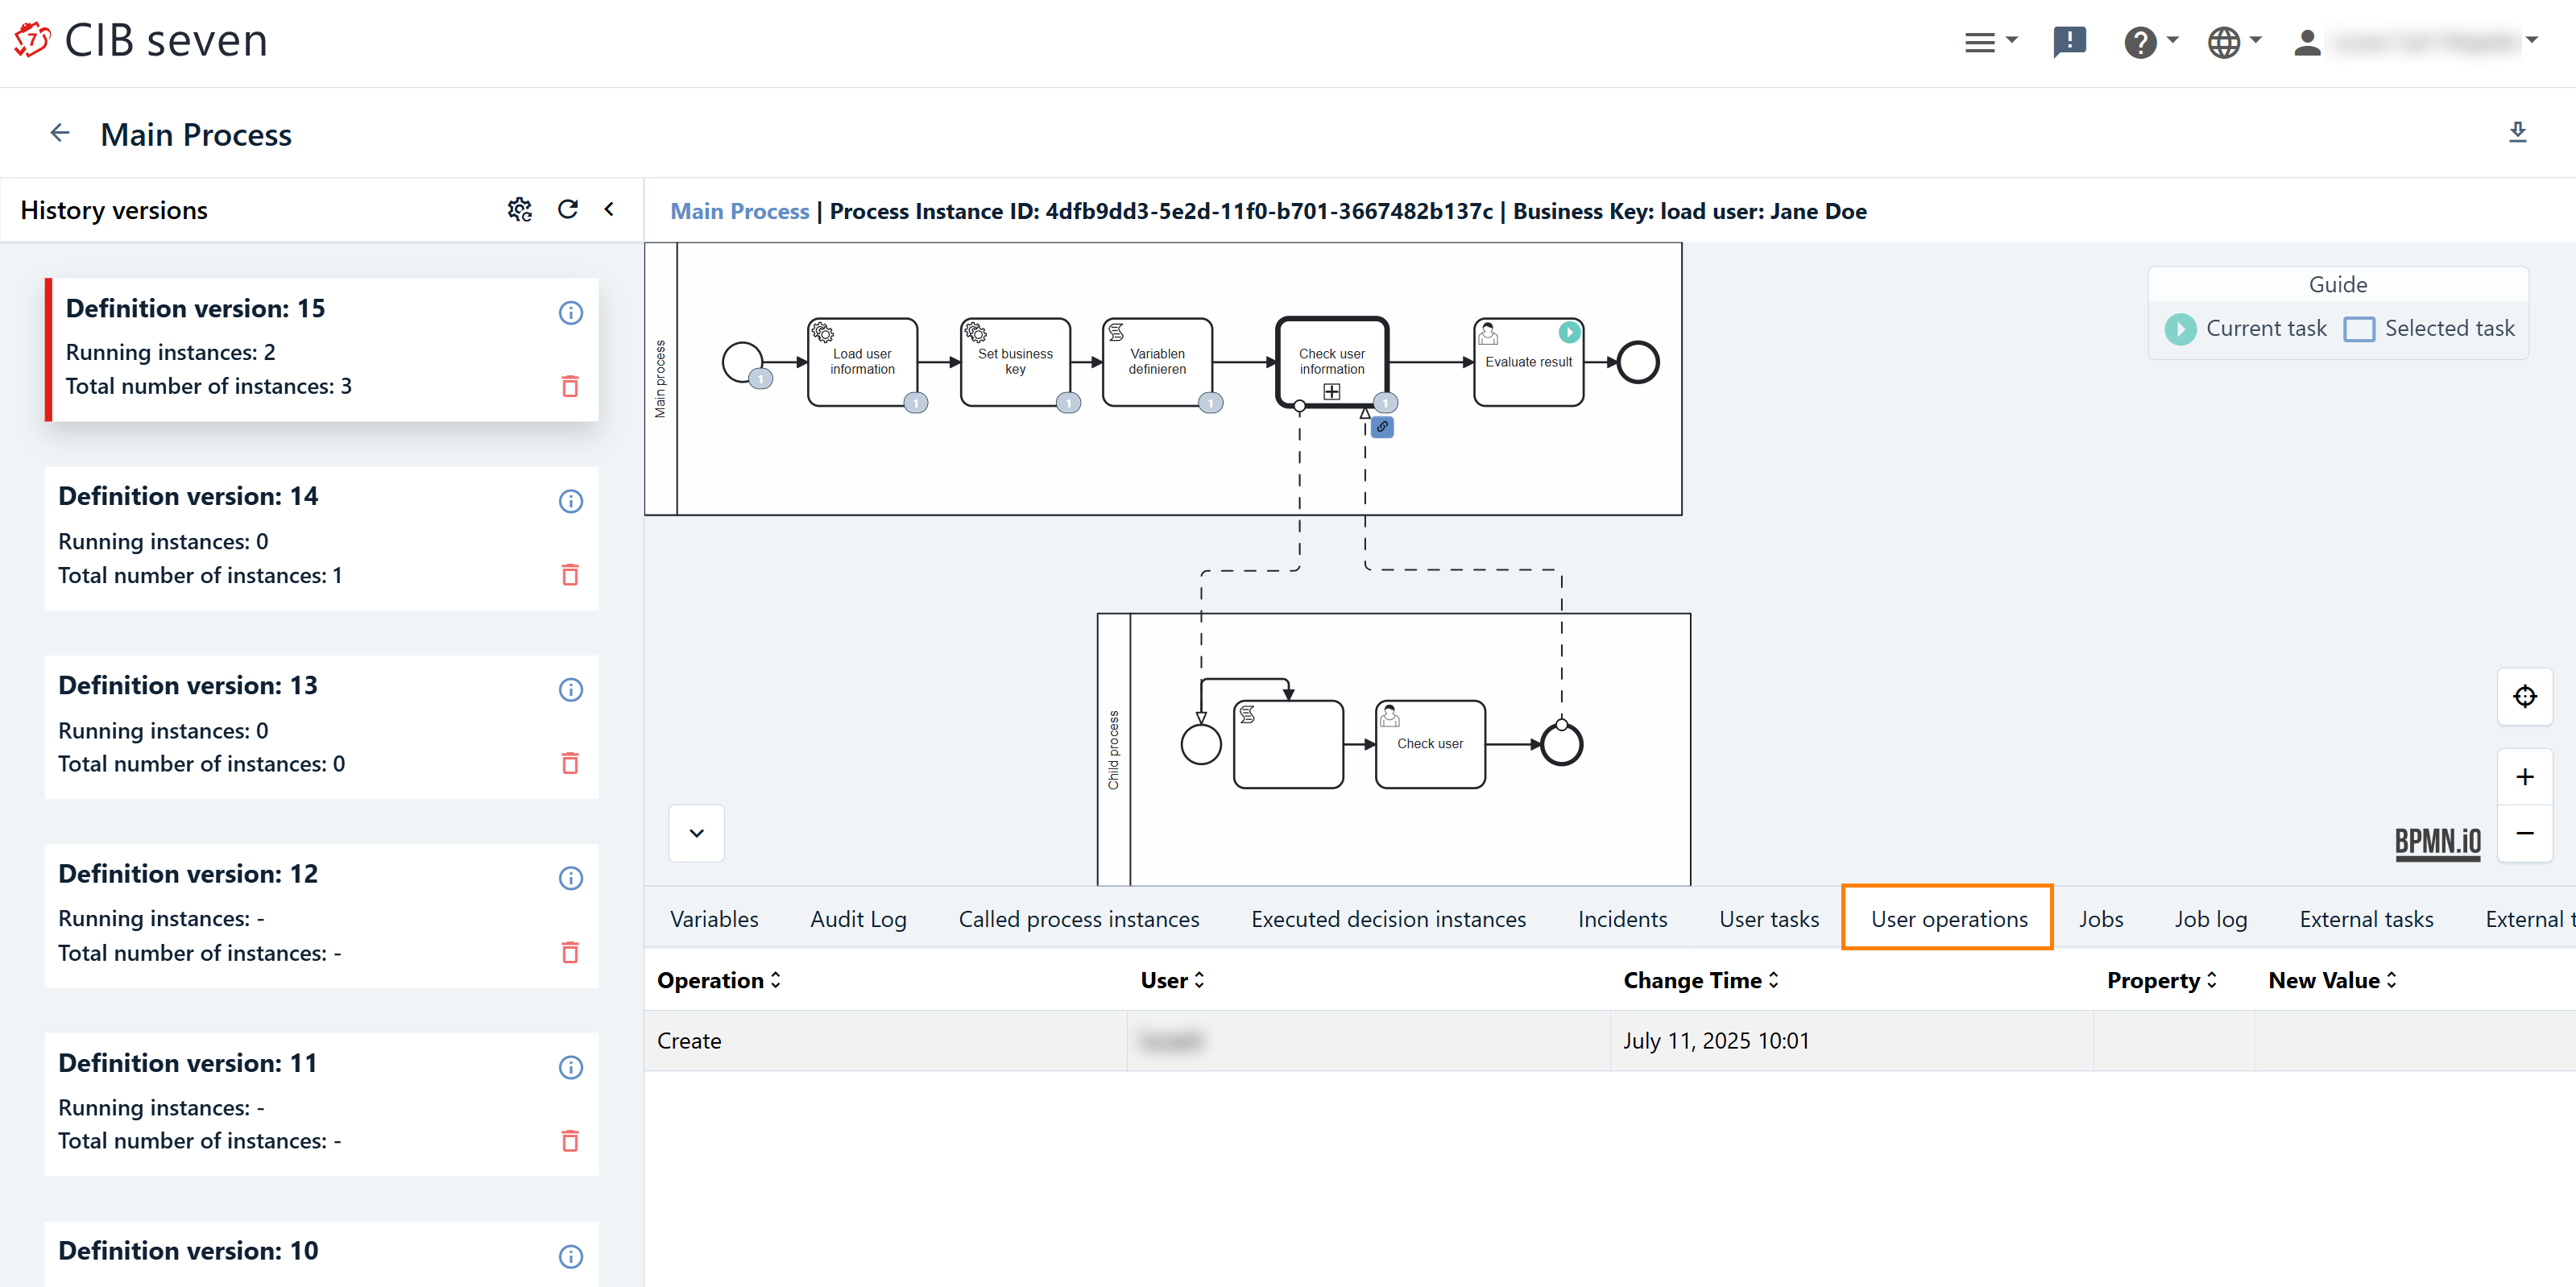 7 CIB seven
Main Process
History versions
Main Process | Process Instance ID: 4dfb9dd3-5e2d-11f0-b701-3667482b137c | Business Key: load user: Jane Doe
Definition version: 15
Running instances: 2
Total number of instances: 3
Definition version: 14
Running instances: 0
Total number of instances: 1
Definition version: 13
Running instances: 0
Total number of instances: 0
Definition version: 12
Running instances: -
Total number of instances: -
Definition version: 11
Running instances: -
Total number of instances: -
Definition version: 10
Main process
Load user
information
Set business
key
Variablen
definieren
Check user
information
Evaluate result
1
1
1
1
1
Guide
Current task
Selected task
Child process
Check user
BPMN.iO
Variables
Audit Log
Called process instances
Executed decision instances
Incidents
User tasks
User operations
Jobs
Job log
External tasks
External t
Operation
User
Change Time
Property
New Value
Create
July 11, 2025 10:01